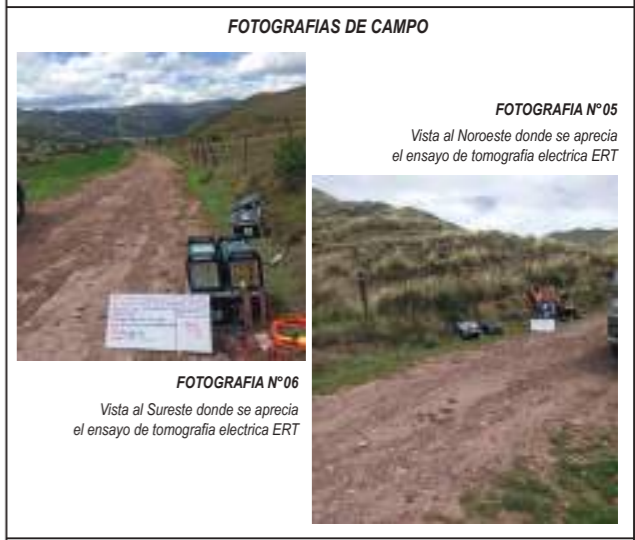 FOTOGRAFIAS DE CAMPO
FOTOGRAFIA N°05
Vista al Noroeste donde se aprecia
el ensayo de tomografia electrica ERT
FOTOGRAFIA N°06
Vista al Sureste donde se aprecia
el ensayo de tomografia electrica ERT